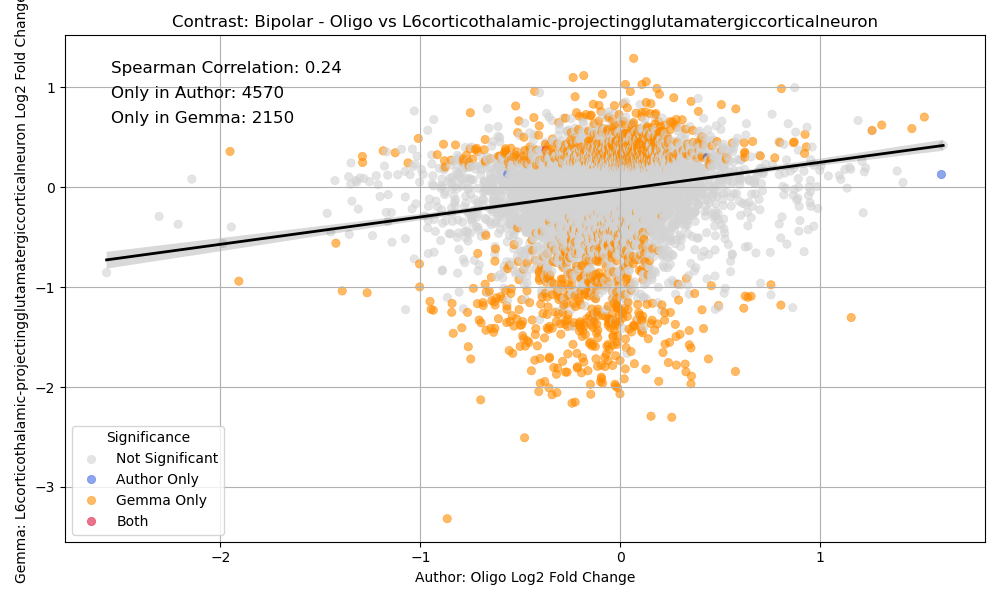 Contrast: Bipolar - Oligo vs L6corticothalamic-projectingglutamatergiccorticalneuron
Gemma: L6corticothalamic-projectingglutamatergiccorticalneuron Log2 Fold Change
1
0
−1
−2
−3
Spearman Correlation: 0.24
Only in Author: 4570
Only in Gemma: 2150
Significance
Not Significant
Author Only
Gemma Only
Both
−2
−1
0
1
Author: Oligo Log2 Fold Change